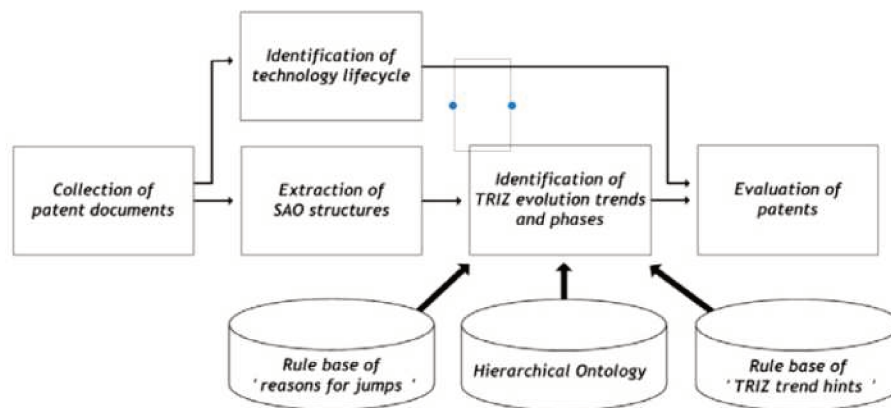 Identification of
technology lifecycle
Collection of
patent documents
Extraction of
SAO structures
Identification of
TRIZ evolution trends
and phases
Evaluation of
patents
Rule base of
' reasons for jumps '
Hierarchical Ontology
Rule base of
' TRIZ trend hints '